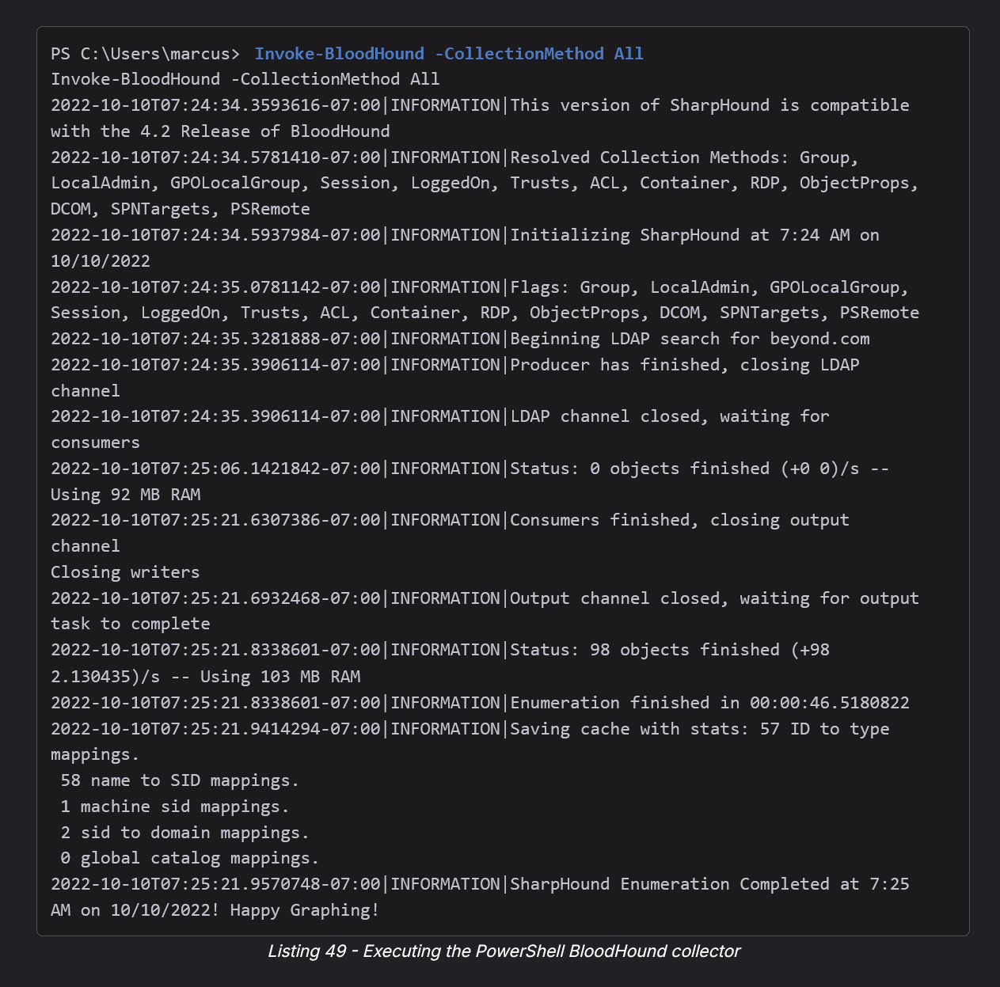 PS C:\Users\marcus> Invoke-BloodHound -CollectionMethod All
Invoke-BloodHound -CollectionMethod All
2022-10-10T07:24:34.3593616-07:00|INFORMATION|This version of SharpHound is compatible
with the 4.2 Release of BloodHound
2022-10-10T07:24:34.5781410-07:00|INFORMATION|Resolved Collection Methods: Group,
LocalAdmin, GPOLocalGroup, Session, LoggedOn, Trusts, ACL, Container, RDP, ObjectProps,
DCOM, SPNTargets, PSRemote
2022-10-10T07:24:34.5937984-07:00|INFORMATION|Initializing SharpHound at 7:24 AM on
10/10/2022
2022-10-10T07:24:35.0781142-07:00|INFORMATION|Flags: Group, LocalAdmin, GPOLocalGroup,
Session, LoggedOn, Trusts, ACL, Container, RDP, ObjectProps, DCOM, SPNTargets, PSRemote
2022-10-10T07:24:35.3281888-07:00|INFORMATION|Beginning LDAP search for beyond.com
2022-10-10T07:24:35.3906114-07:00|INFORMATION|Producer has finished, closing LDAP
channel
2022-10-10T07:24:35.3906114-07:00|INFORMATION|LDAP channel closed, waiting for
consumers
2022-10-10T07:25:06.1421842-07:00|INFORMATION|Status: 0 objects finished (+0 0)/s --
Using 92 MB RAM
2022-10-10T07:25:21.6307386-07:00|INFORMATION|Consumers finished, closing output
channel
Closing writers
2022-10-10T07:25:21.6932468-07:00|INFORMATION|Output channel closed, waiting for output
task to complete
2022-10-10T07:25:21.8338601-07:00|INFORMATION|Status: 98 objects finished (+98
2.130435)/s -- Using 103 MB RAM
2022-10-10T07:25:21.8338601-07:00|INFORMATION|Enumeration finished in 00:00:46.5180822
2022-10-10T07:25:21.9414294-07:00|INFORMATION|Saving cache with stats: 57 ID to type
mappings.
 58 name to SID mappings.
 1 machine sid mappings.
 2 sid to domain mappings.
 0 global catalog mappings.
2022-10-10T07:25:21.9570748-07:00|INFORMATION|SharpHound Enumeration Completed at 7:25
AM on 10/10/2022! Happy Graphing!
Listing 49 - Executing the PowerShell BloodHound collector